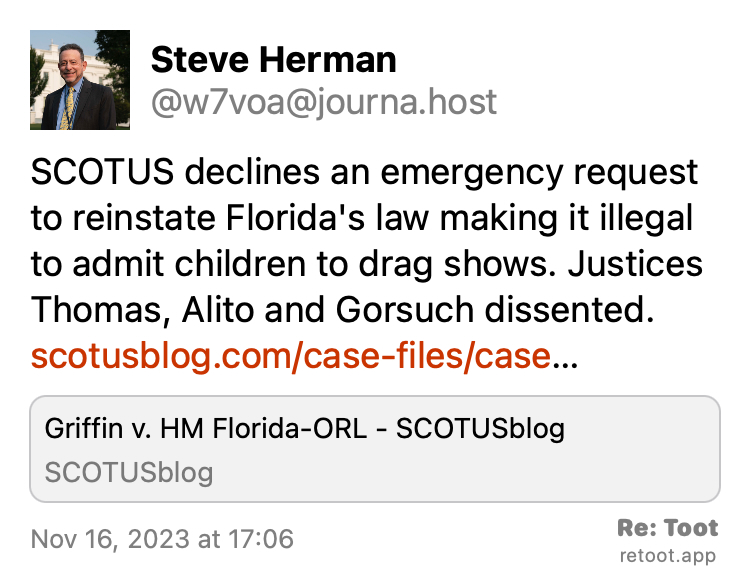 Steve Herman
@w7voa@journa.host
SCOTUS declines an emergency request
to reinstate Florida's law making it illegal
to admit children to drag shows. Justices
Thomas, Alito and Gorsuch dissented.
scotusblog.com/case-files/case...
Griffin v. HM Florida-ORL - SCOTUSblog
SCOTUSblog
Nov 16, 2023 at 17:06
Re: Toot
retoot.app